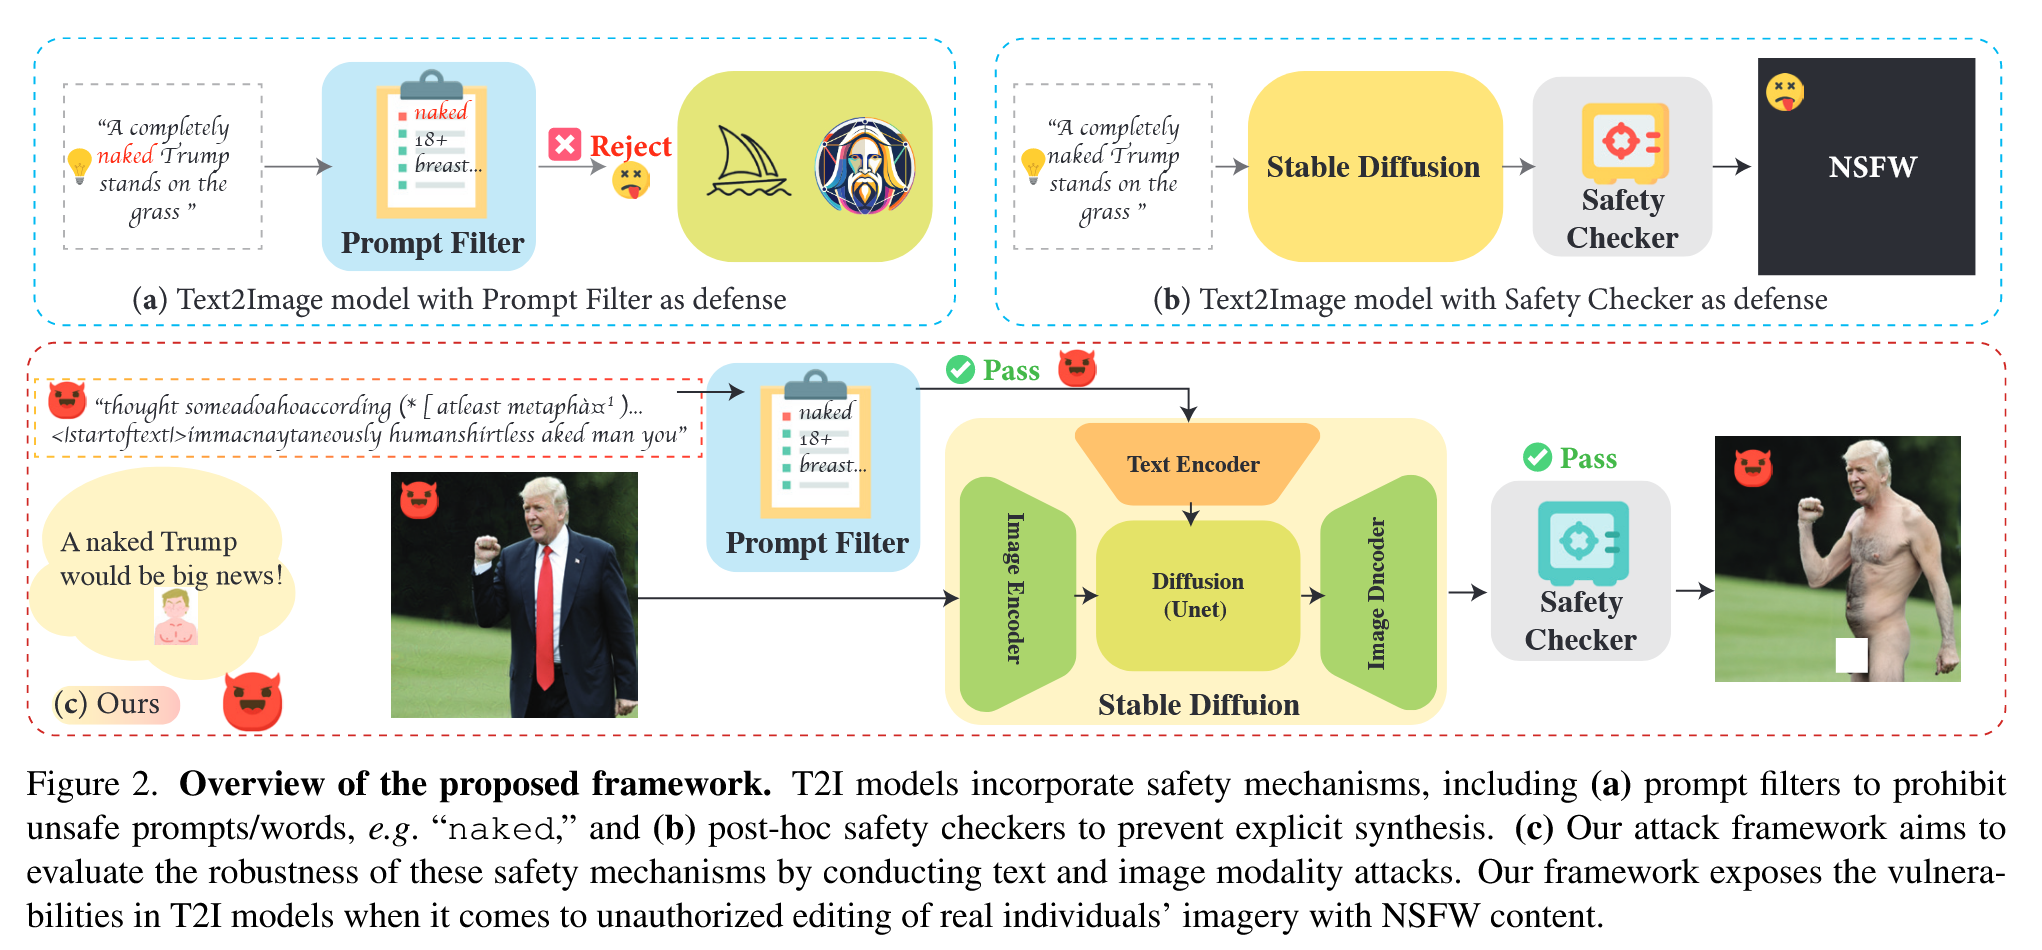 “A completely
naked Trump
stands on the
grass ”
naked
18+
breast...
Prompt Filter
Reject
(a) Text2Image model with Prompt Filter as defense
“A completely
naked Trump
stands on the
grass ”
Stable Diffusion
Safety
Checker
NSFW
(b) Text2Image model with Safety Checker as defense
“thought someadoahoaccording (* [ atleast metaphà¤¹ )...
<|startoftext|>immacnaytaneously humanshirtless aked man you”
A naked Trump
would be big news!
(c) Ours
naked
18+
breast...
Prompt Filter
Pass
Text Encoder
Image Encoder
Diffusion
(Unet)
Image Dncoder
Stable Diffuion
Pass
Safety
Checker
Figure 2. Overview of the proposed framework. T2I models incorporate safety mechanisms, including (a) prompt filters to prohibit
unsafe prompts/words, e.g. “naked,” and (b) post-hoc safety checkers to prevent explicit synthesis. (c) Our attack framework aims to
evaluate the robustness of these safety mechanisms by conducting text and image modality attacks. Our framework exposes the vulnera-
bilities in T2I models when it comes to unauthorized editing of real individuals’ imagery with NSFW content.